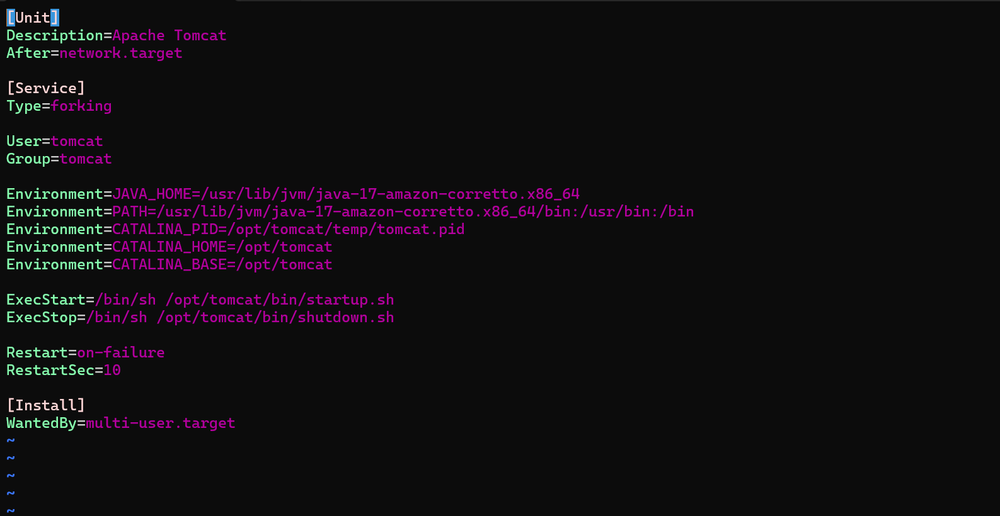 [Unit]
Description=Apache Tomcat
After=network.target
[Service]
Type=forking
User=tomcat
Group=tomcat
Environment=JAVA_HOME=/usr/lib/jvm/java-17-amazon-corretto.x86_64
Environment=PATH=/usr/lib/jvm/java-17-amazon-corretto.x86_64/bin:/usr/bin:/bin
Environment=CATALINA_PID=/opt/tomcat/temp/tomcat.pid
Environment=CATALINA_HOME=/opt/tomcat
Environment=CATALINA_BASE=/opt/tomcat
ExecStart=/bin/sh /opt/tomcat/bin/startup.sh
ExecStop=/bin/sh /opt/tomcat/bin/shutdown.sh
Restart=on-failure
RestartSec=10
[Install]
WantedBy=multi-user.target
~
~
~
~
~